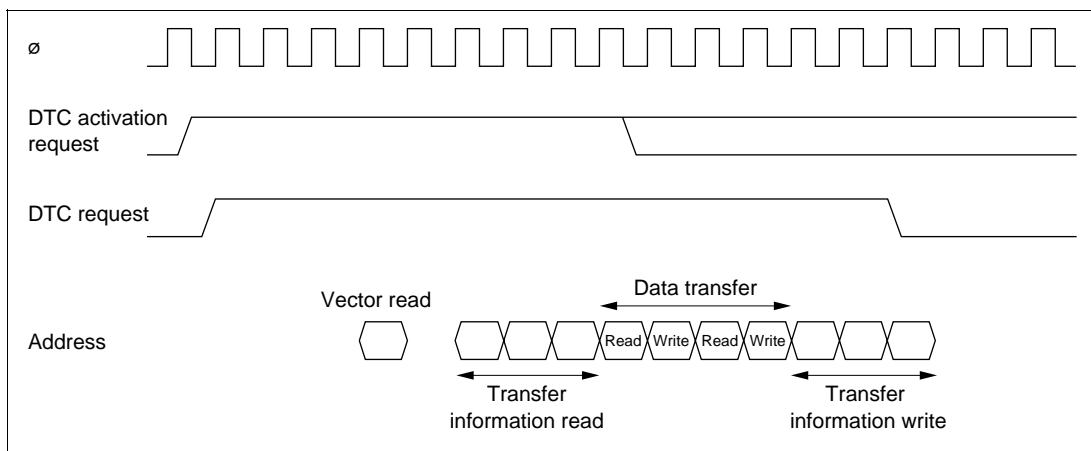 ø
DTC activation
request
DTC request
Data transfer
Vector read
Address
Read Write Read Write
Transfer
information read
Transfer
information write